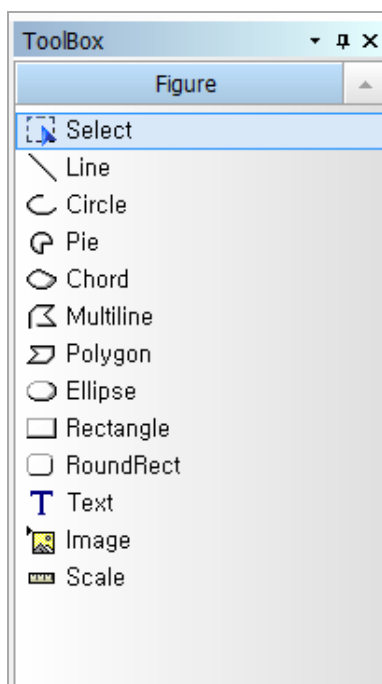 ToolBox
Figure
Select
Line
Circle
Pie
Chord
Multiline
Polygon
Ellipse
Rectangle
RoundRect
Text
Image
Scale